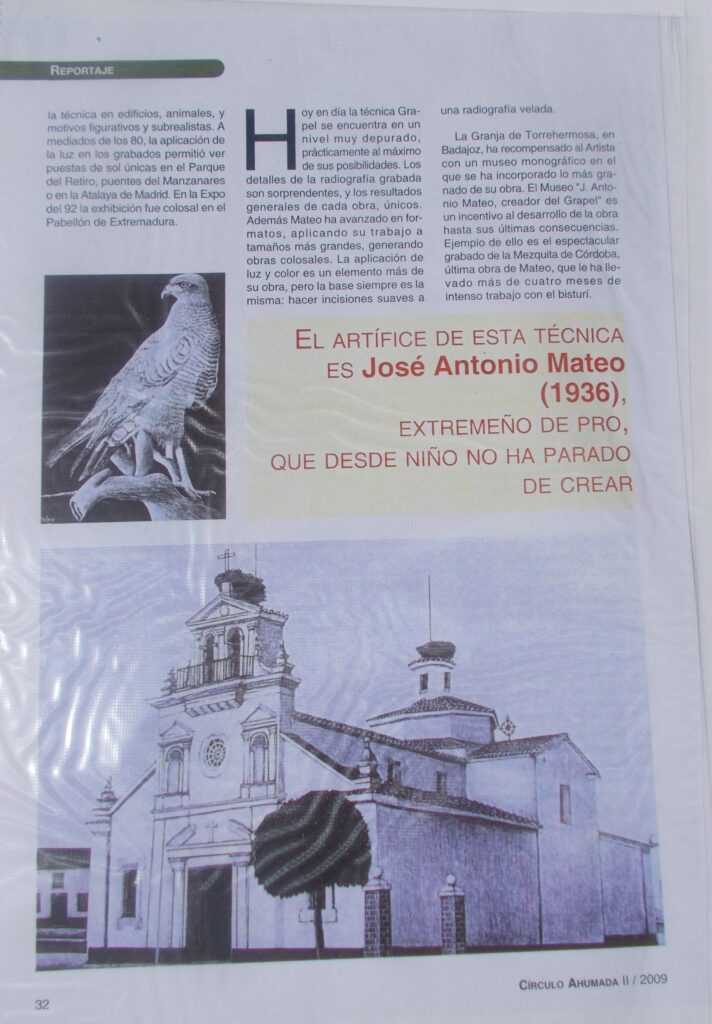 REPORTAJE
la técnica en edificios, animales, y
motivos figurativos y subrealistas. A
mediados de los 80, la aplicación de
la luz en los grabados permitió ver
puestas de sol únicas en el Parque
del Retiro, puentes del Manzanares
o en la Atalaya de Madrid. En la Expo
del 92 la exhibición fue colosal en el
Pabellón de Extremadura.
Hoy en día la técnica Gra-
pel se encuentra en un
nivel muy depurado,
prácticamente al máximo
de sus posibilidades. Los
detalles de la radiografía grabada
son sorprendentes, y los resultados
generales de cada obra, únicos.
Además Mateo ha avanzado en for-
matos, aplicando su trabajo a
tamaños más grandes, generando
obras colosales. La aplicación de
luz y color es un elemento más de
su obra, pero la base siempre es la
misma: hacer incisiones suaves a
una radiografía velada.
La Granja de Torrehermosa, en
Badajoz, ha recompensado al Artista
con un museo monográfico en el
que se ha incorporado lo más gra-
nado de su obra. El Museo "J. Anto-
nio Mateo, creador del Grapel" es
un incentivo al desarrollo de la obra
hasta sus últimas consecuencias.
Ejemplo de ello es el espectacular
grabado de la Mezquita de Córdoba,
última obra de Mateo, que le ha lle-
vado más de cuatro meses de
intenso trabajo con el bisturí.
EL ARTÍFICE DE ESTA TÉCNICA
ES José Antonio Mateo
(1936),
EXTREMEÑO DE PRO,
QUE DESDE NIÑO NO HA PARADO
DE CREAR
CÍRCULO AHUMADA II / 2009
32